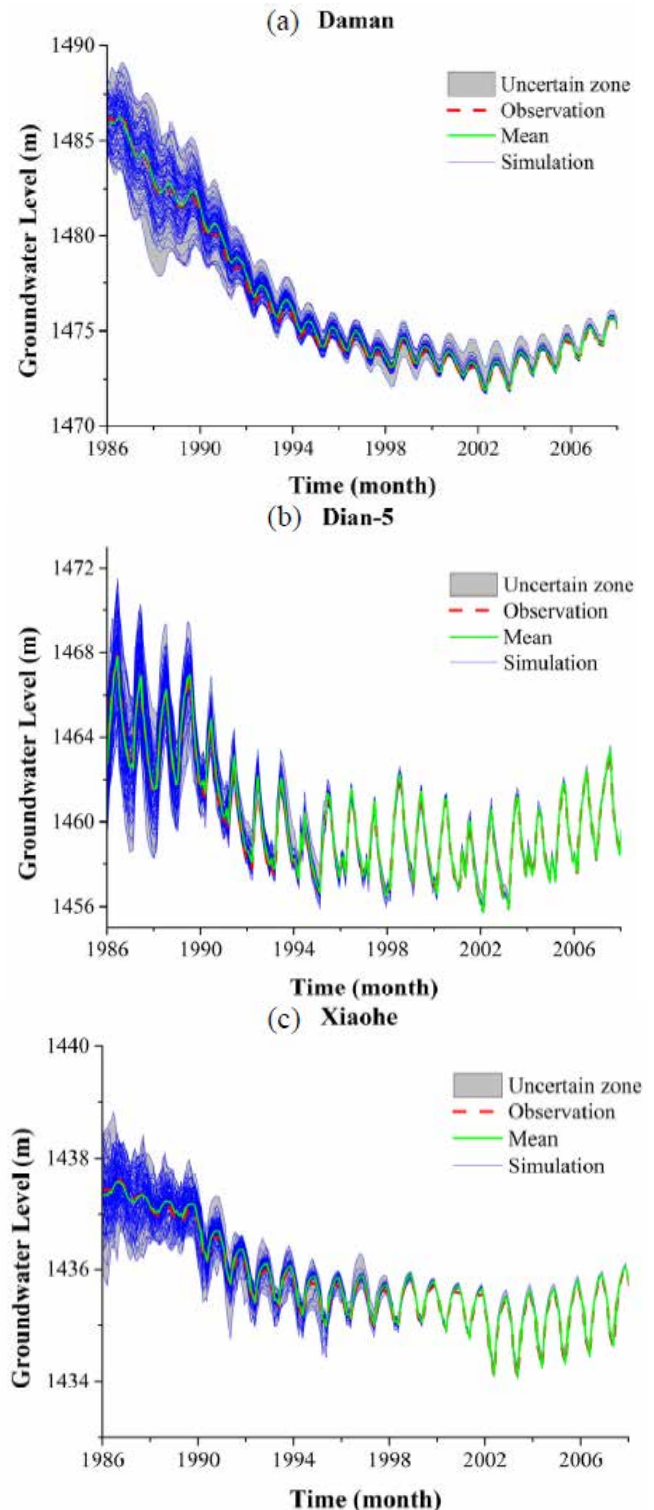 (a) Daman
1490
1485
1480
1475
1470
Groundwater Level (m)
Uncertain zone
Observation
Mean
Simulation
1986 1990 1994 1998 2002 2006
Time (month)
(b) Dian-5
1472
1468
1464
1460
1456
Groundwater Level (m)
Uncertain zone
Observation
Mean
Simulation
1986 1990 1994 1998 2002 2006
Time (month)
(c) Xiaohe
1440
1438
1436
1434
Groundwater Level (m)
Uncertain zone
Observation
Mean
Simulation
1986 1990 1994 1998 2002 2006
Time (month)